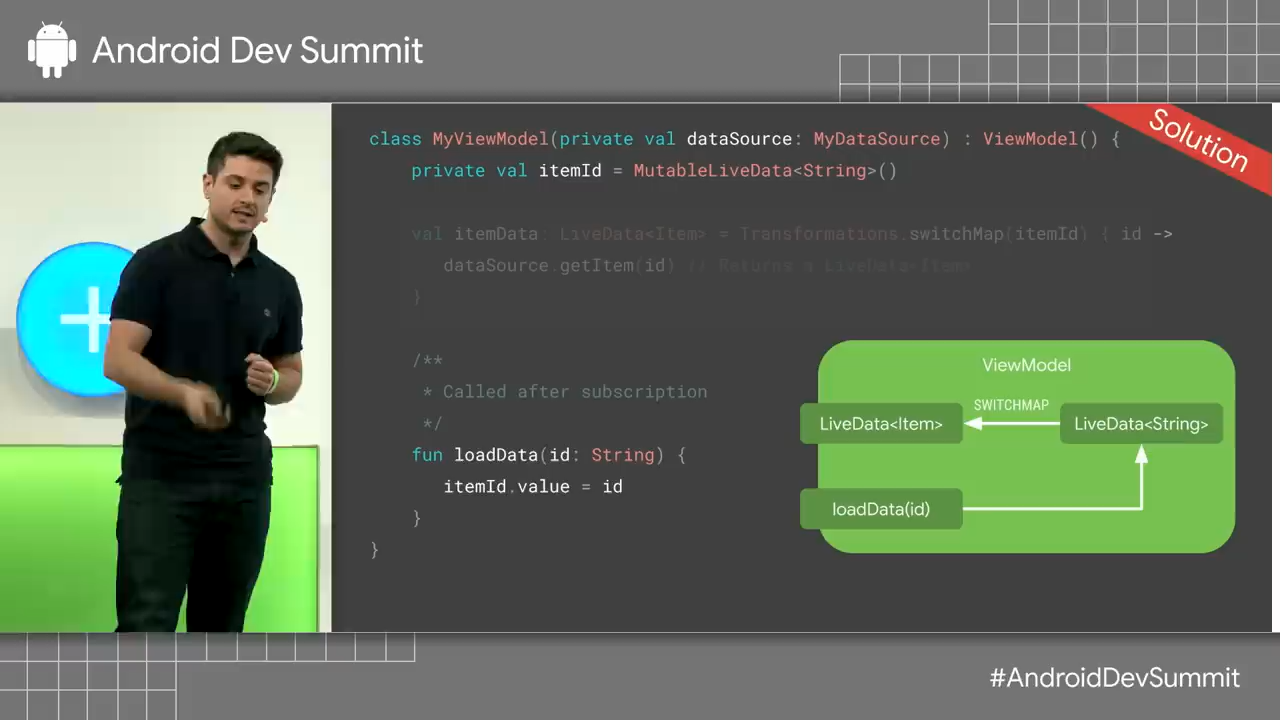 Android Dev Summit
Solution
class MyViewModel(private val dataSource: MyDataSource) : ViewModel() {
private val itemId = MutableLiveData<String>()
val itemData: LiveData<Item> = Transformations.switchMap(itemId) { id ->
dataSource.getItem(id) // Returns a LiveData<Item>
}
/**
* Called after subscription
*/
fun loadData(id: String) {
itemId.value = id
}
}
ViewModel
LiveData<Item>
SWITCHMAP
LiveData<String>
loadData(id)
#AndroidDevSummit